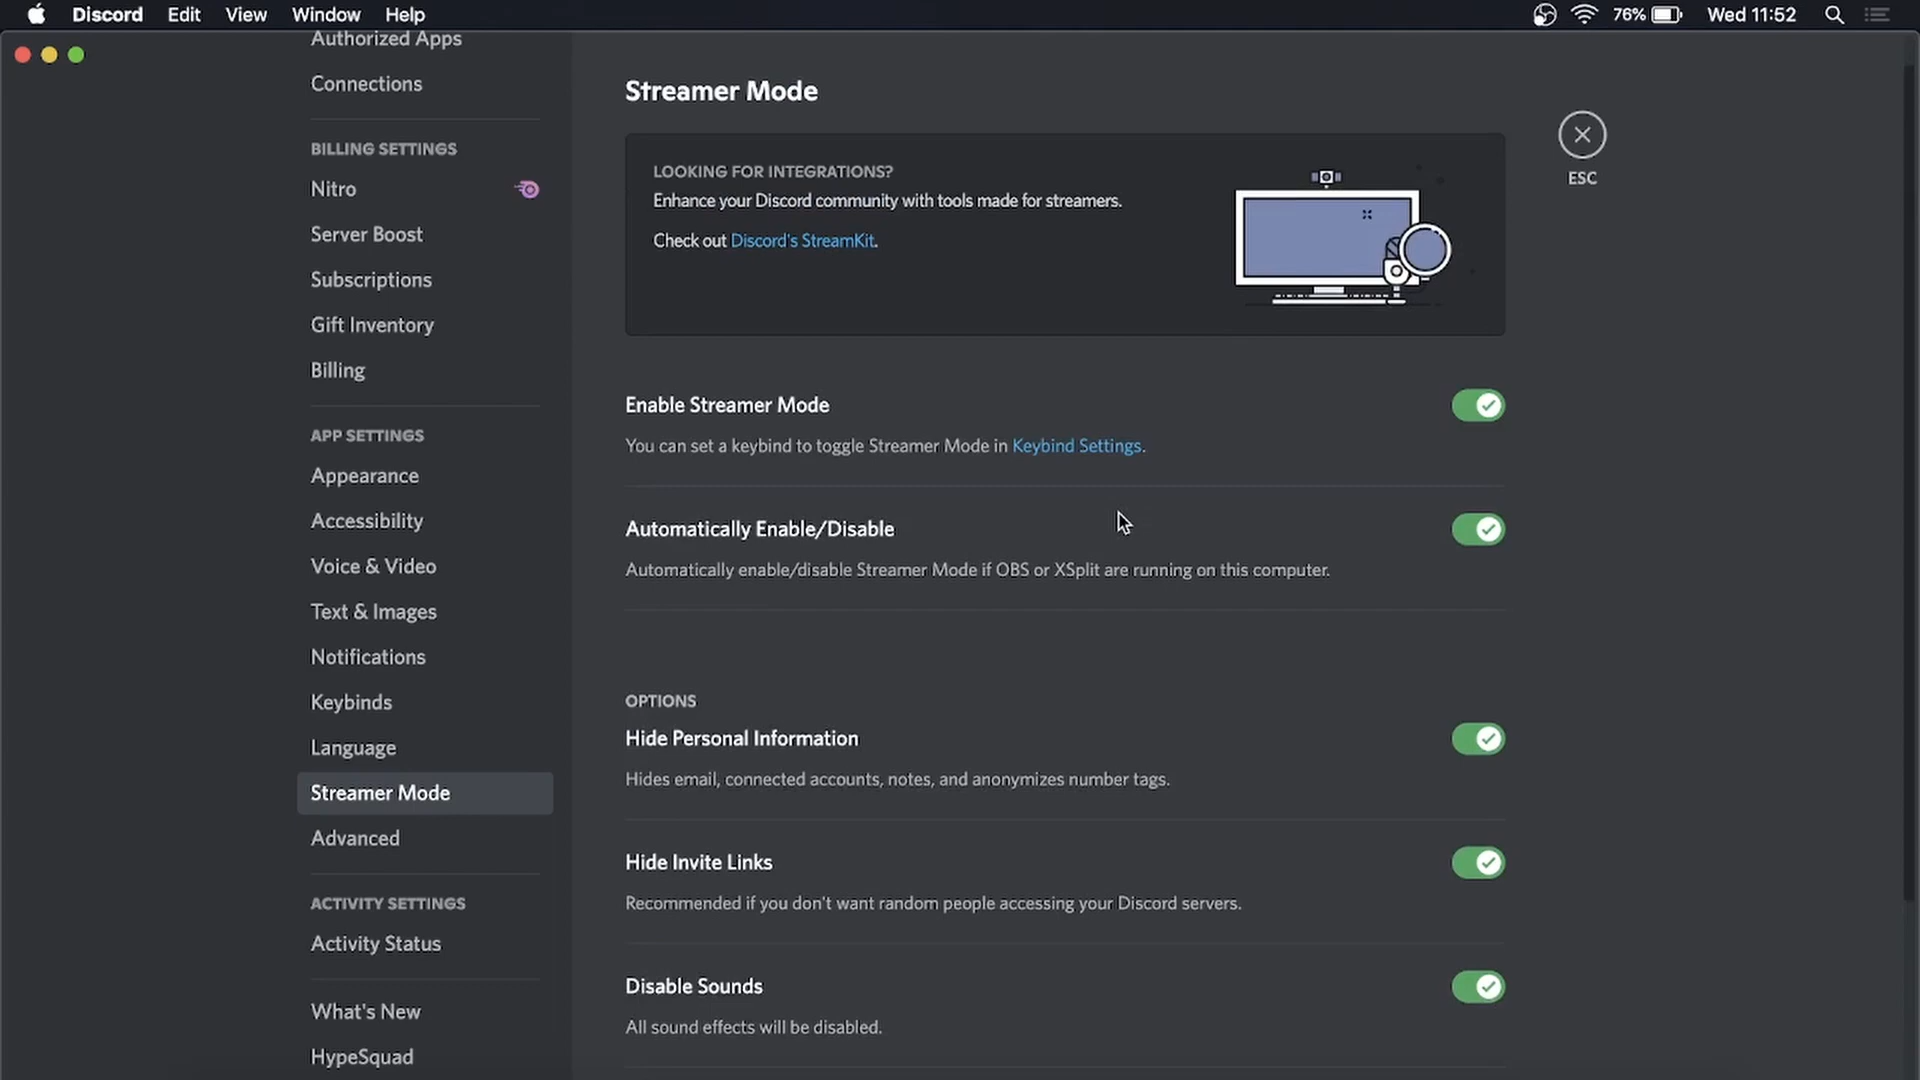 Discord Edit View Window Help 76% Wed 11:52
Authorized Apps
Connections
BILLING SETTINGS
Nitro
Server Boost
Subscriptions
Gift Inventory
Billing
APP SETTINGS
Appearance
Accessibility
Voice & Video
Text & Images
Notifications
Keybinds
Language
Streamer Mode
Advanced
ACTIVITY SETTINGS
Activity Status
What's New
HypeSquad
Streamer Mode
LOOKING FOR INTEGRATIONS?
Enhance your Discord community with tools made for streamers.
Check out Discord's StreamKit.
ESC
Enable Streamer Mode
You can set a keybind to toggle Streamer Mode in Keybind Settings.
Automatically Enable/Disable
Automatically enable/disable Streamer Mode if OBS or XSplit are running on this computer.
OPTIONS
Hide Personal Information
Hides email, connected accounts, notes, and anonymizes number tags.
Hide Invite Links
Recommended if you don't want random people accessing your Discord servers.
Disable Sounds
All sound effects will be disabled.